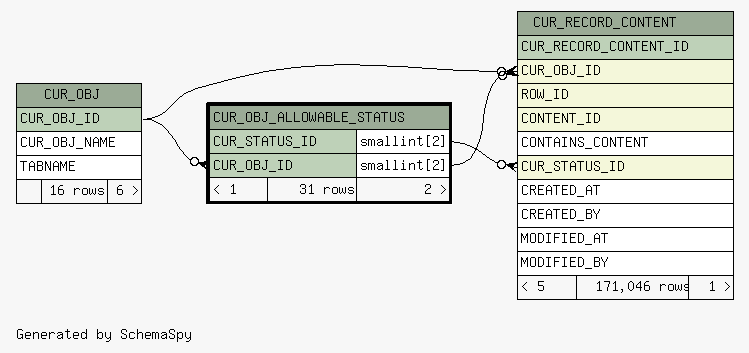 CUR_OBJ
CUR_OBJ_ID
CUR_OBJ_NAME
TABNAME
16 rows 6 >
CUR_OBJ_ALLOWABLE_STATUS
CUR_STATUS_ID smallint[2]
CUR_OBJ_ID smallint[2]
< 1 31 rows 2 >
CUR_RECORD_CONTENT
CUR_RECORD_CONTENT_ID
CUR_OBJ_ID
ROW_ID
CONTENT_ID
CONTAINS_CONTENT
CUR_STATUS_ID
CREATED_AT
CREATED_BY
MODIFIED_AT
MODIFIED_BY
< 5 171,046 rows 1 >
Generated by SchemaSpy